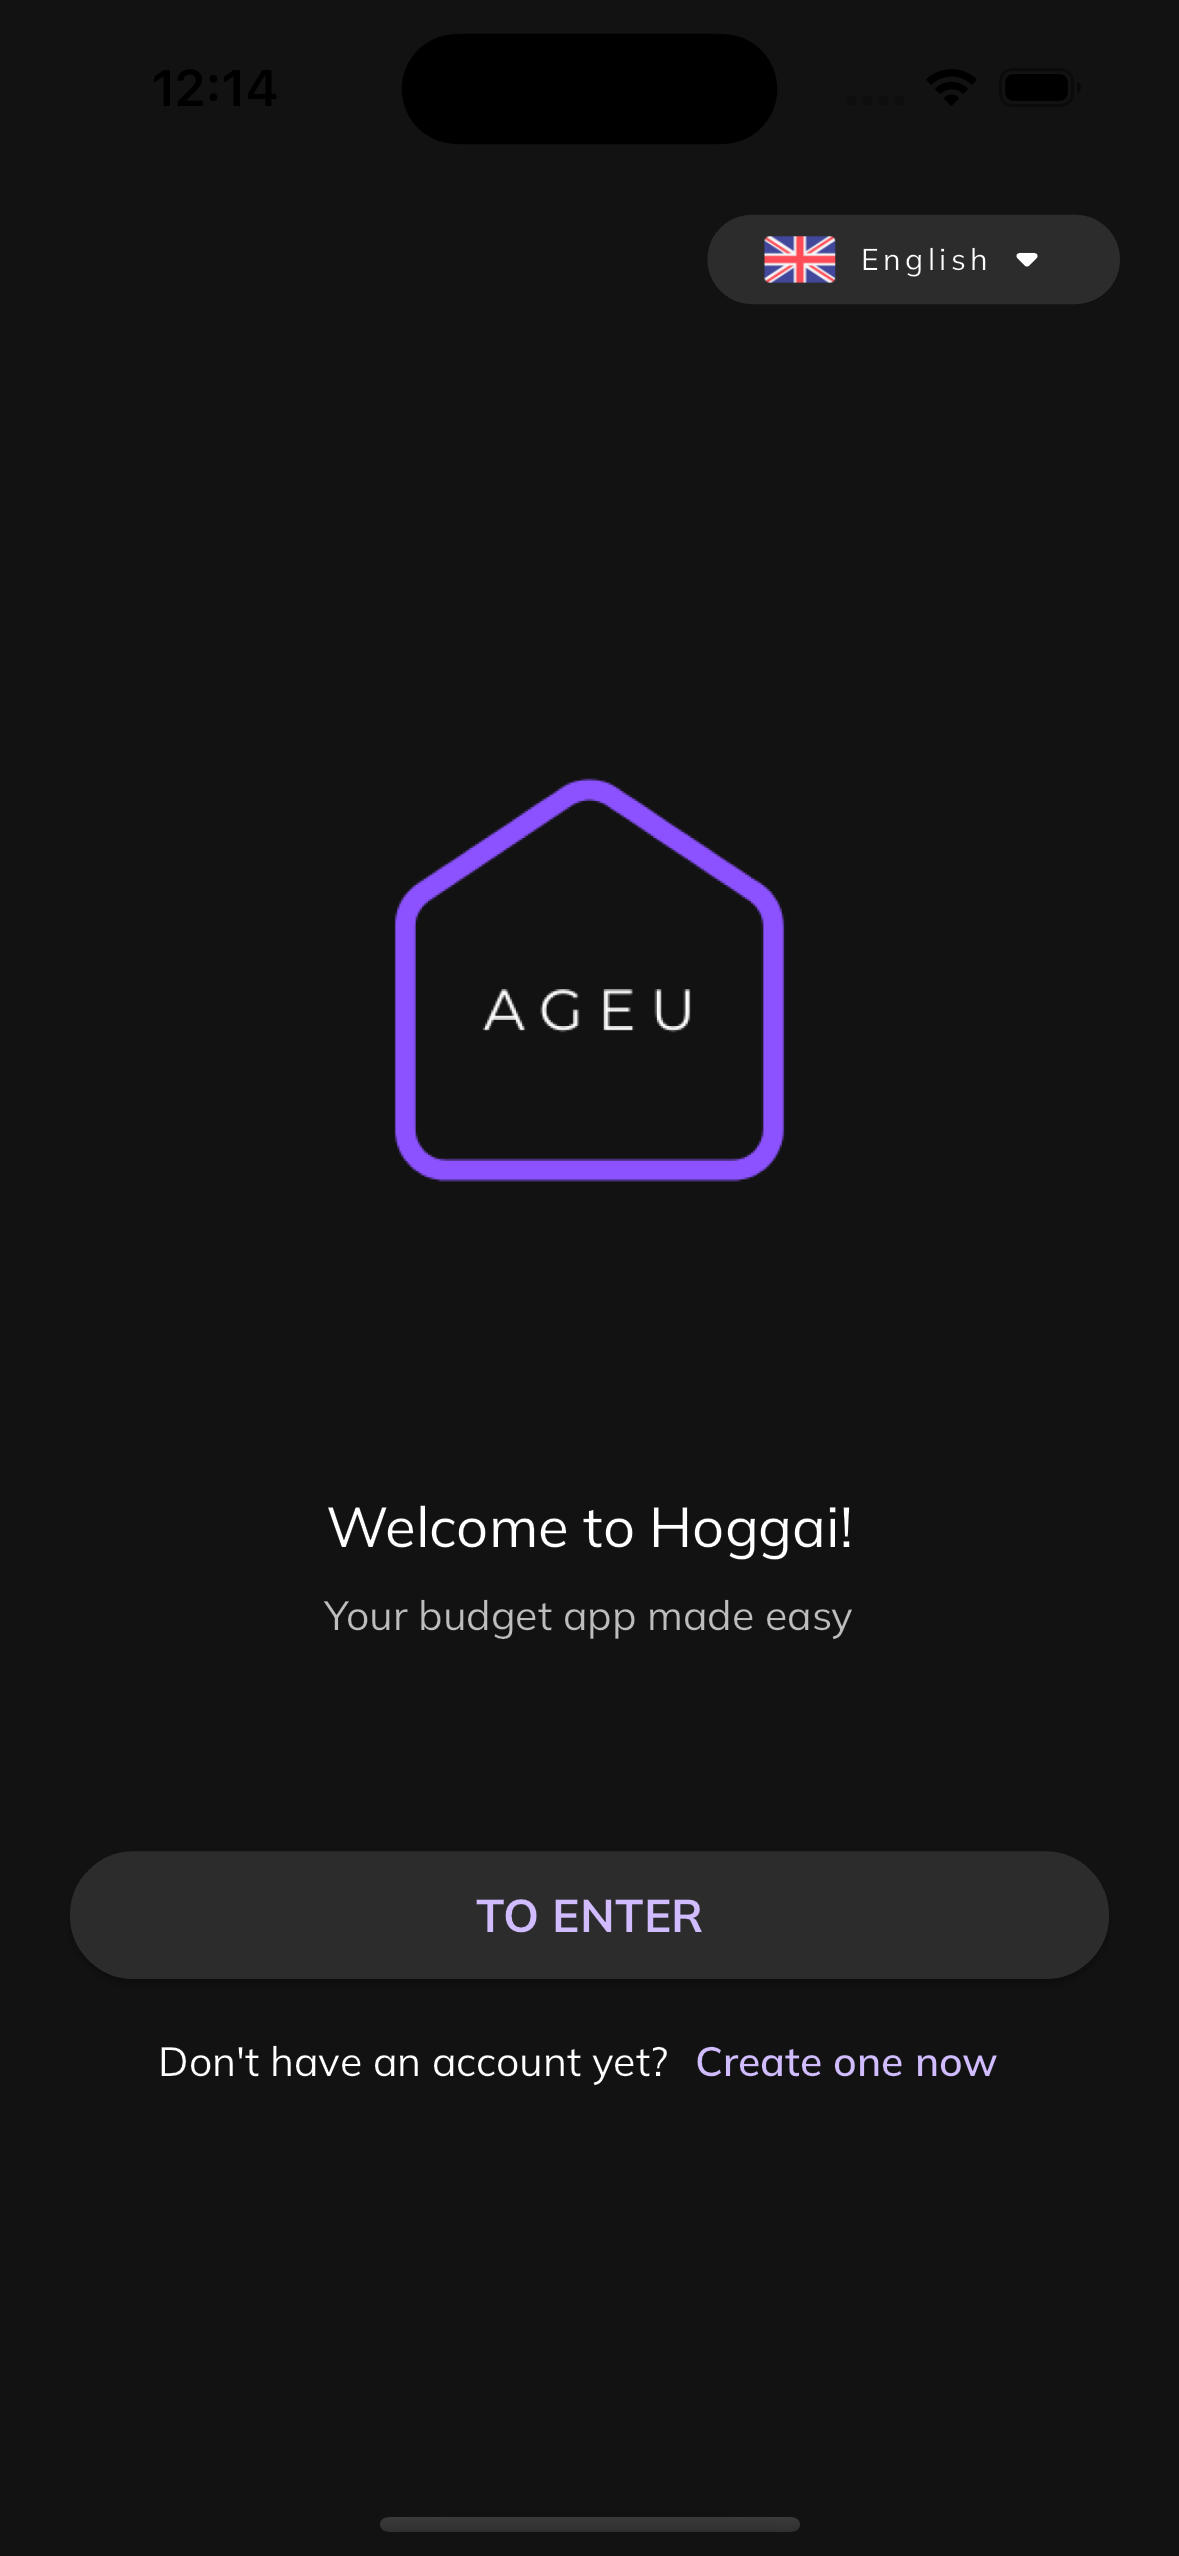 12:14
English
AGEU
Welcome to Hoggai!
Your budget app made easy
TO ENTER
Don't have an account yet? Create one now